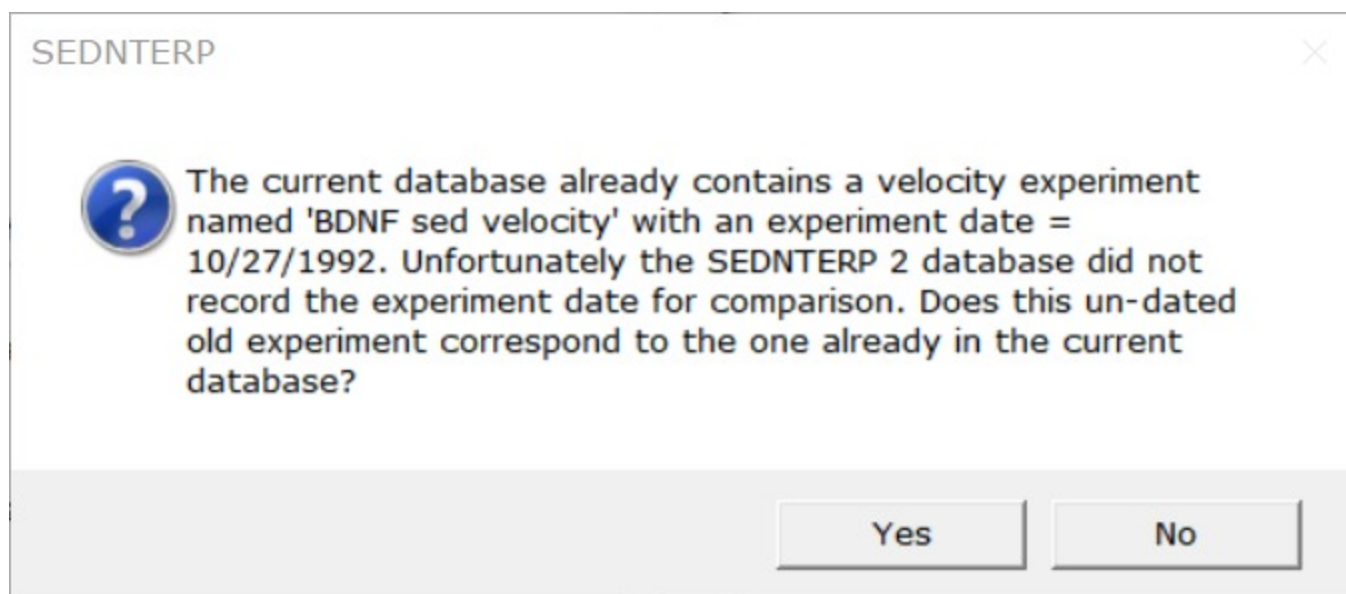 SEDNTERP
The current database already contains a velocity experiment
named 'BDNF sed velocity' with an experiment date =
10/27/1992. Unfortunately the SEDNTERP 2 database did not
record the experiment date for comparison. Does this un-dated
old experiment correspond to the one already in the current
database?
Yes
No